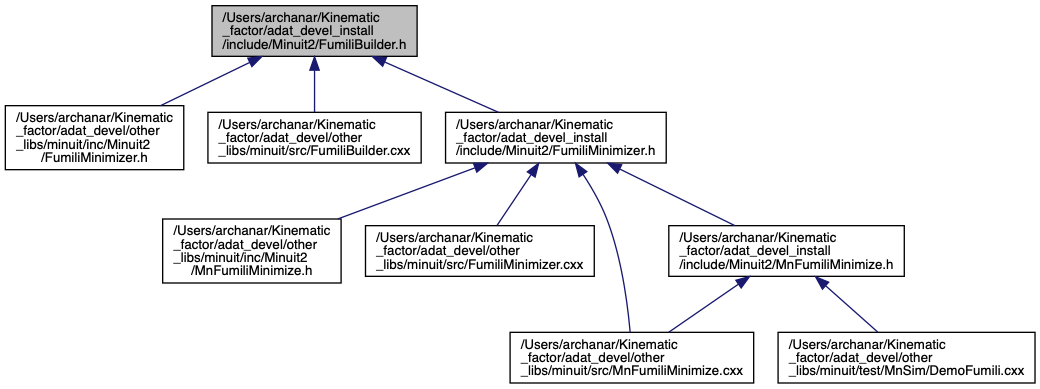 /Users/archanar/Kinematic
_factor/adat_devel_install
/include/Minuit2/FumiliBuilder.h
/Users/archanar/Kinematic
_factor/adat_devel/other
_libs/minuit/inc/Minuit2
/FumiliMinimizer.h
/Users/archanar/Kinematic
_factor/adat_devel/other
_libs/minuit/src/FumiliBuilder.cxx
/Users/archanar/Kinematic
_factor/adat_devel_install
/include/Minuit2/FumiliMinimizer.h
/Users/archanar/Kinematic
_factor/adat_devel/other
_libs/minuit/inc/Minuit2
/MnFumiliMinimize.h
/Users/archanar/Kinematic
_factor/adat_devel/other
_libs/minuit/src/FumiliMinimizer.cxx
/Users/archanar/Kinematic
_factor/adat_devel_install
/include/Minuit2/MnFumiliMinimize.h
/Users/archanar/Kinematic
_factor/adat_devel/other
_libs/minuit/src/MnFumiliMinimize.cxx
/Users/archanar/Kinematic
_factor/adat_devel/other
_libs/minuit/test/MnSim/DemoFumili.cxx